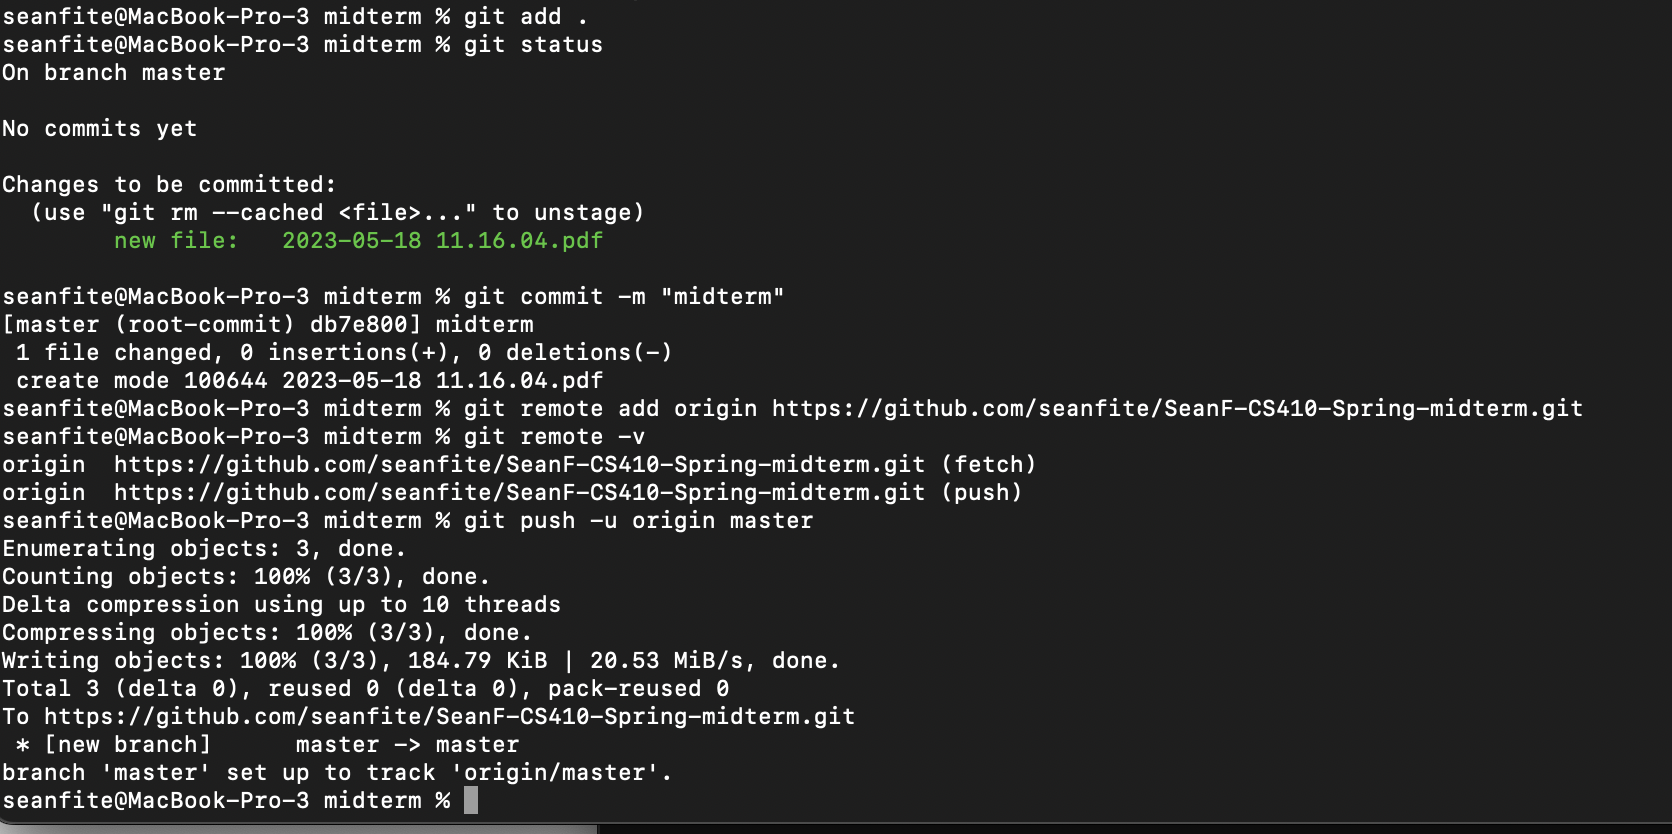 seanfite@MacBook-Pro-3 midterm % git add .
seanfite@MacBook-Pro-3 midterm % git status
On branch master
No commits yet
Changes to be committed:
  (use "git rm --cached <file>..." to unstage)
        new file:   2023-05-18 11.16.04.pdf
seanfite@MacBook-Pro-3 midterm % git commit -m "midterm"
[master (root-commit) db7e800] midterm
 1 file changed, 0 insertions(+), 0 deletions(-)
 create mode 100644 2023-05-18 11.16.04.pdf
seanfite@MacBook-Pro-3 midterm % git remote add origin https://github.com/seanfite/SeanF-CS410-Spring-midterm.git
seanfite@MacBook-Pro-3 midterm % git remote -v
origin  https://github.com/seanfite/SeanF-CS410-Spring-midterm.git (fetch)
origin  https://github.com/seanfite/SeanF-CS410-Spring-midterm.git (push)
seanfite@MacBook-Pro-3 midterm % git push -u origin master
Enumerating objects: 3, done.
Counting objects: 100% (3/3), done.
Delta compression using up to 10 threads
Compressing objects: 100% (3/3), done.
Writing objects: 100% (3/3), 184.79 KiB | 20.53 MiB/s, done.
Total 3 (delta 0), reused 0 (delta 0), pack-reused 0
To https://github.com/seanfite/SeanF-CS410-Spring-midterm.git
 * [new branch]      master -> master
branch 'master' set up to track 'origin/master'.
seanfite@MacBook-Pro-3 midterm %